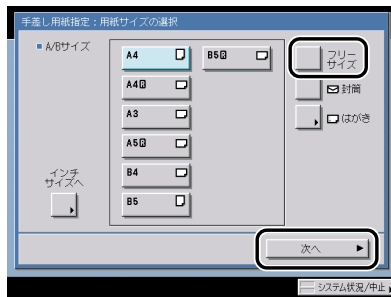 手差し用紙指定：用紙サイズの選択
A/Bサイズ
A4
B5R
A4R
A3
A5R
B4
B5
フリー
サイズ
封筒
はがき
インチ
サイズへ
次へ
システム状況/中止